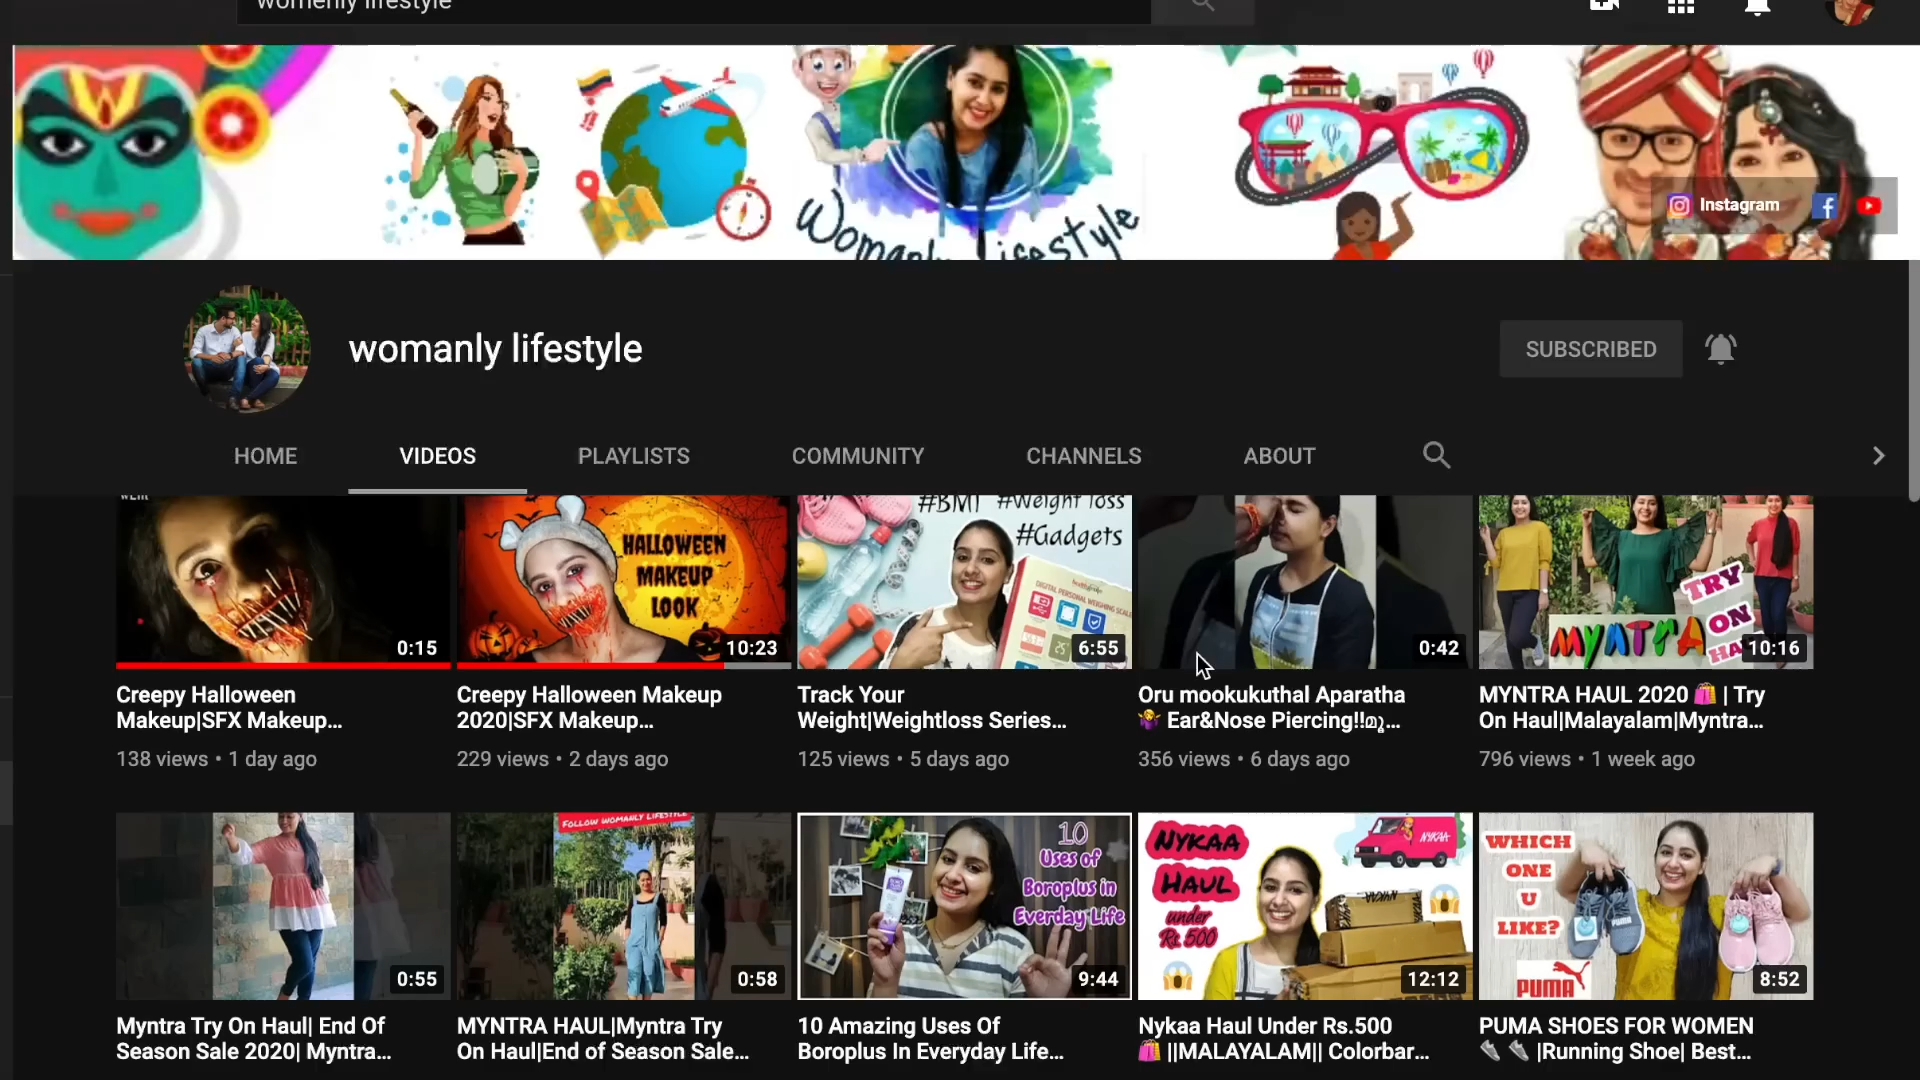 womenly lifestyle
Womanly Lifestyle
Instagram
womanly lifestyle
SUBSCRIBED
HOME
VIDEOS
PLAYLISTS
COMMUNITY
CHANNELS
ABOUT
0:15
HALLOWEEN
MAKEUP
LOOK
10:23
#BMI #Weight loss
#Gadgets
DIGITAL PERSONAL WEIGHING SCALE
6:55
0:42
TRY
ON
MYNTRA
HA
10:16
Creepy Halloween
Makeup|SFX Makeup...
138 views • 1 day ago
Creepy Halloween Makeup
2020|SFX Makeup...
229 views • 2 days ago
Track Your
Weight|Weightloss Series...
125 views • 5 days ago
Oru mookukuthal Aparatha
🤷‍♀️ Ear&Nose Piercing!!മൂ...
356 views • 6 days ago
MYNTRA HAUL 2020 🛍️ | Try
On Haul|Malayalam|Myntra...
796 views • 1 week ago
0:55
FOLLOW WOMANLY LIFESTYLE
0:58
10
Uses of
Boroplus in
Everday Life
9:44
NYKAA
HAUL
under
Rs 500
NYKAA
NYKAA
12:12
WHICH
ONE
U
LIKE?
PUMA
8:52
Myntra Try On Haul| End Of
Season Sale 2020| Myntra...
MYNTRA HAUL|Myntra Try
On Haul|End of Season Sale...
10 Amazing Uses Of
Boroplus In Everyday Life...
Nykaa Haul Under Rs.500
🛍️ ||MALAYALAM|| Colorbar...
PUMA SHOES FOR WOMEN
👟 👟 |Running Shoe| Best...